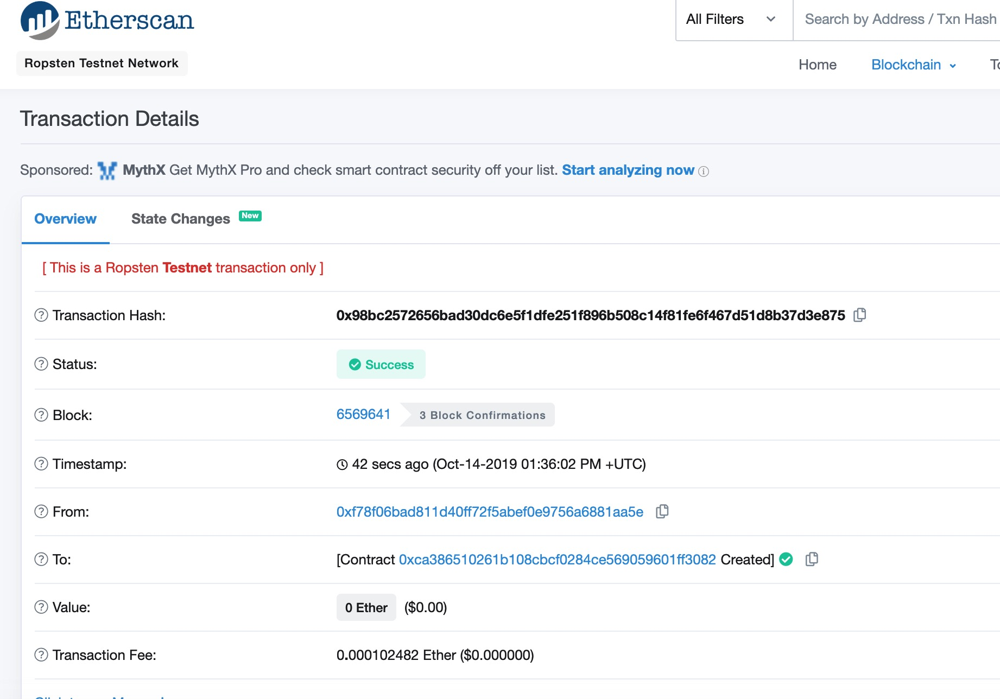 Etherscan
All Filters
Search by Address / Txn Hash
Ropsten Testnet Network
Home Blockchain
Transaction Details
Sponsored: MythX Get MythX Pro and check smart contract security off your list. Start analyzing now
Overview State Changes New
[ This is a Ropsten Testnet transaction only ]
Transaction Hash: 0x98bc2572656bad30dc6e5f1dfe251f896b508c14f81fe6f467d51d8b37d3e875
Status: Success
Block: 6569641 3 Block Confirmations
Timestamp: 42 secs ago (Oct-14-2019 01:36:02 PM +UTC)
From: 0xf78f06bad811d40ff72f5abef0e9756a6881aa5e
To: [Contract 0xca386510261b108cbcf0284ce569059601ff3082 Created]
Value: 0 Ether ($0.00)
Transaction Fee: 0.000102482 Ether ($0.000000)